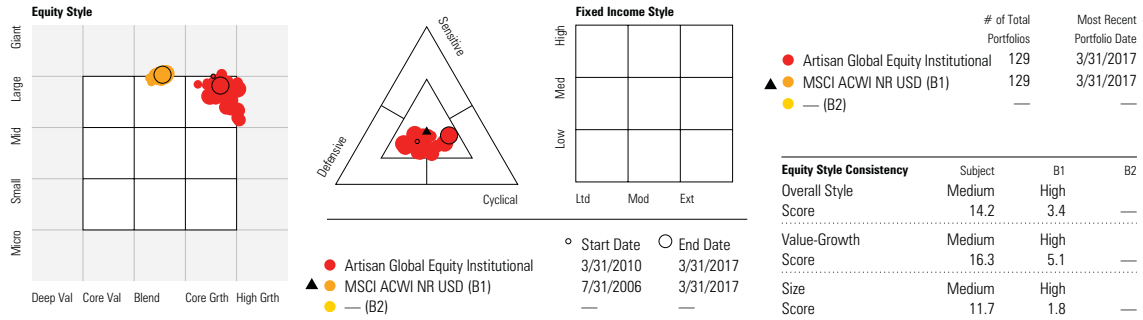 Equity Style
Giant
Large
Mid
Small
Micro
Deep Val Core Val Blend Core Grth High Grth
Sensitive
Defensive
Cyclical
Fixed Income Style
High
Med
Low
Ltd Mod Ext
Start Date End Date
Artisan Global Equity Institutional 3/31/2010 3/31/2017
MSCI ACWI NR USD (B1) 7/31/2006 3/31/2017
— (B2) — —
# of Total Most Recent
Portfolios Portfolio Date
Artisan Global Equity Institutional 129 3/31/2017
MSCI ACWI NR USD (B1) 129 3/31/2017
— (B2) — —
Equity Style Consistency Subject B1 B2
Overall Style Medium High
Score 14.2 3.4 —
Value-Growth Medium High
Score 16.3 5.1 —
Size Medium High
Score 11.7 1.8 —